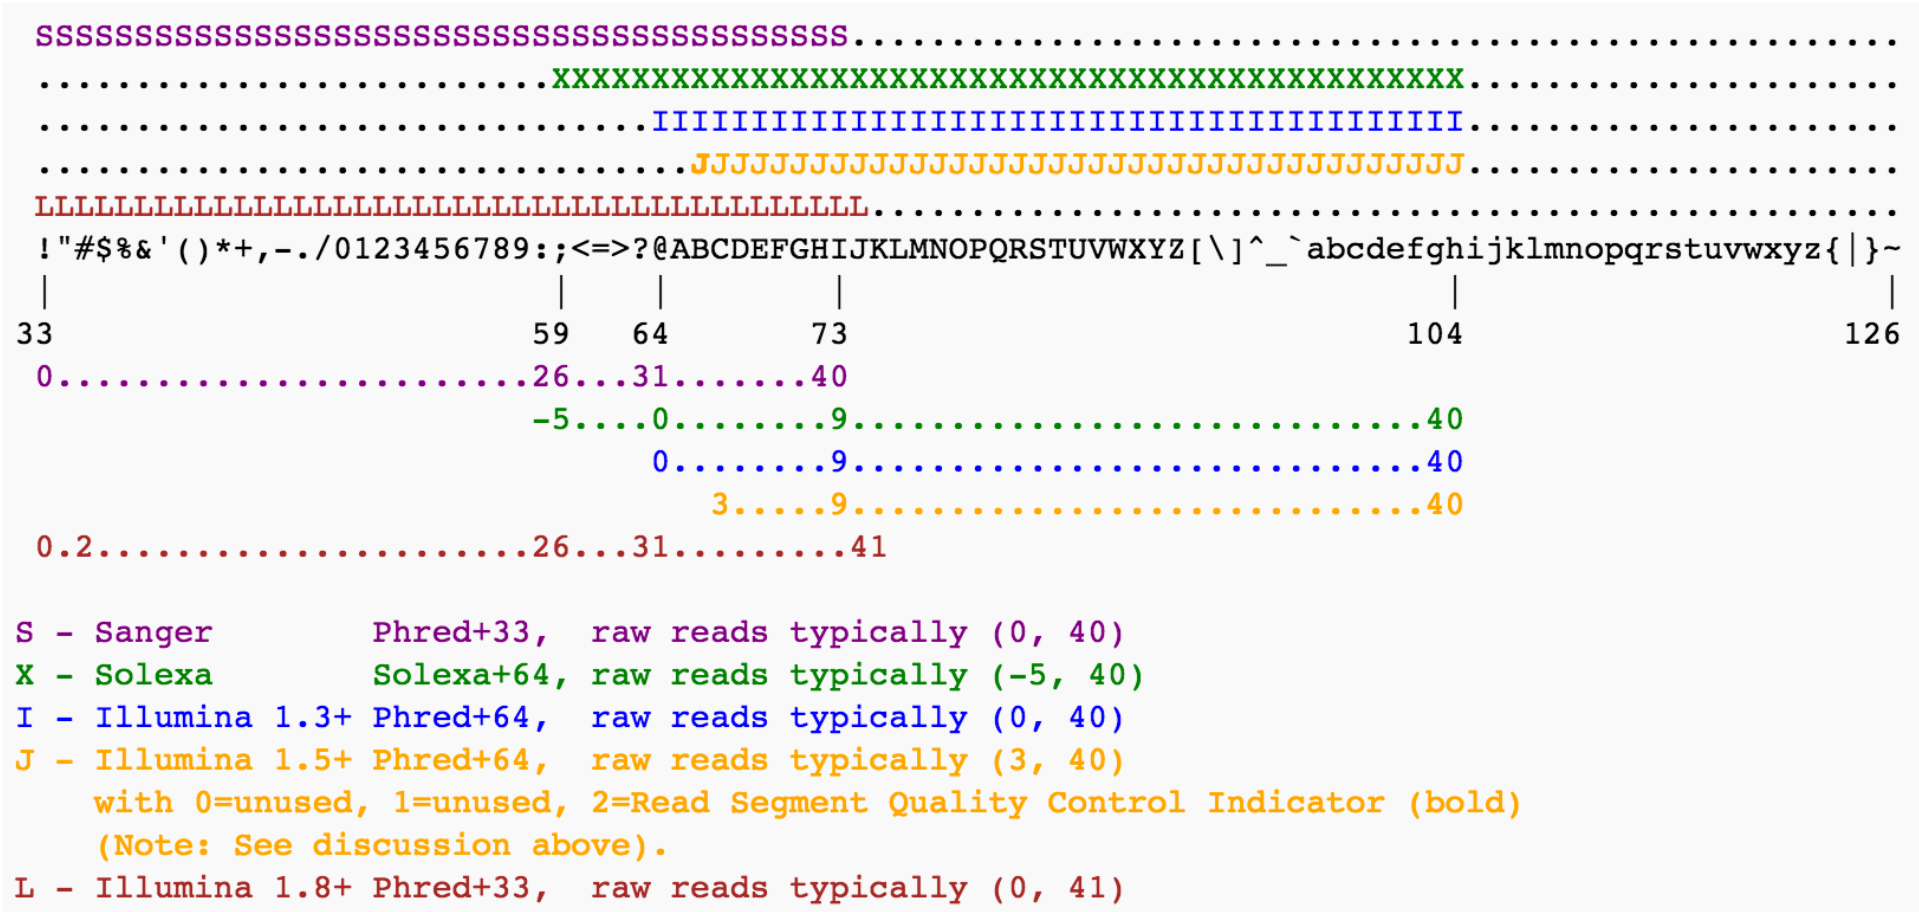 SSSSSSSSSSSSSSSSSSSSSSSSSSSSSSSSSSSSSSSSS.....................................................
..........................XXXXXXXXXXXXXXXXXXXXXXXXXXXXXXXXXXXXXXXXXXXXXX......................
...............................IIIIIIIIIIIIIIIIIIIIIIIIIIIIIIIIIIIIIIIII......................
.................................JJJJJJJJJJJJJJJJJJJJJJJJJJJJJJJJJJJJJJJ......................
LLLLLLLLLLLLLLLLLLLLLLLLLLLLLLLLLLLLLLLLLL....................................................
!"#$%&'()*+,-./0123456789:;<=>?@ABCDEFGHIJKLMNOPQRSTUVWXYZ[\]^_`abcdefghijklmnopqrstuvwxyz{|}~
| | | | | |
33 59 64 73 104 126
0........................26...31.......40
-5....0........9.............................40
0........9.............................40
3.....9.............................40
0.2......................26...31.........41
S - Sanger Phred+33, raw reads typically (0, 40)
X - Solexa Solexa+64, raw reads typically (-5, 40)
I - Illumina 1.3+ Phred+64, raw reads typically (0, 40)
J - Illumina 1.5+ Phred+64, raw reads typically (3, 40)
with 0=unused, 1=unused, 2=Read Segment Quality Control Indicator (bold)
(Note: See discussion above).
L - Illumina 1.8+ Phred+33, raw reads typically (0, 41)